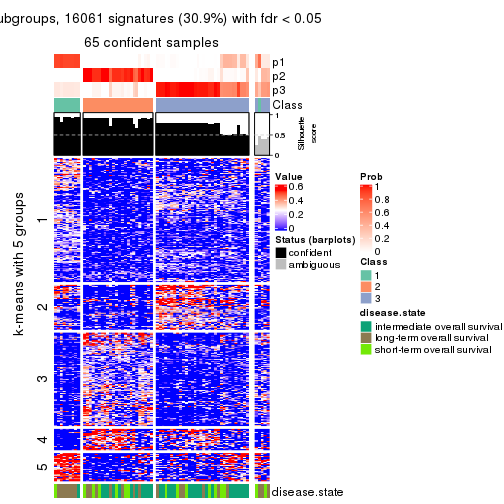 ubgroups, 16061 signatures (30.9%) with fdr < 0.05
65 confident samples
p1
p2
p3
Class
1
0.5
0
Silhouette
score
k-means with 5 groups
1
2
3
4
5
disease.state
Value
0.6
0.4
0.2
0
Status (barplots)
confident
ambiguous
Prob
1
0.8
0.6
0.4
0.2
0
Class
1
2
3
disease.state
intermediate overall survival
long-term overall survival
short-term overall survival